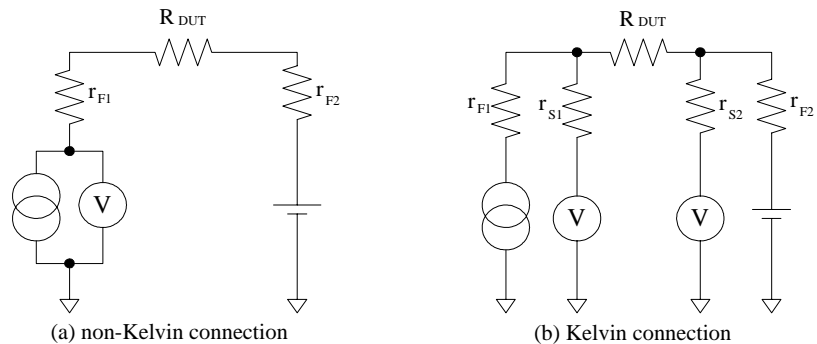 R DUT
r F1
r F2
V
(a) non-Kelvin connection
R DUT
r F1
r S1
r S2
r F2
V
V
(b) Kelvin connection